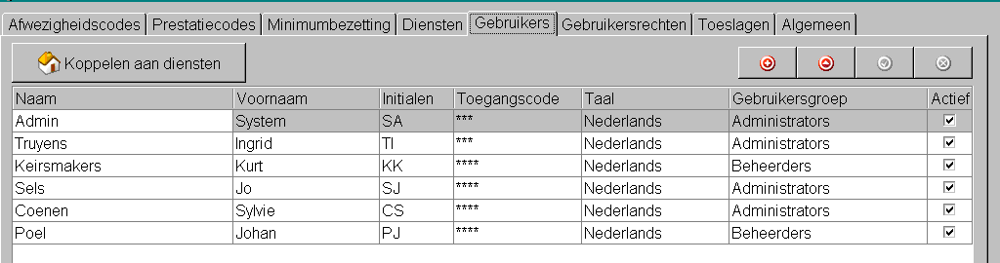 Afwezigheidscodes Prestatiecodes Minimumbezetting Diensten Gebruikers Gebruikersrechten Toeslagen Algemeen
Koppelen aan diensten
Naam Voornaam Initialen Toegangscode Taal Gebruikersgroep Actief
Admin System SA *** Nederlands Administrators
Truyens Ingrid TI *** Nederlands Administrators
Keirsmakers Kurt KK **** Nederlands Beheerders
Sels Jo SJ **** Nederlands Administrators
Coenen Sylvie CS **** Nederlands Administrators
Poel Johan PJ **** Nederlands Beheerders